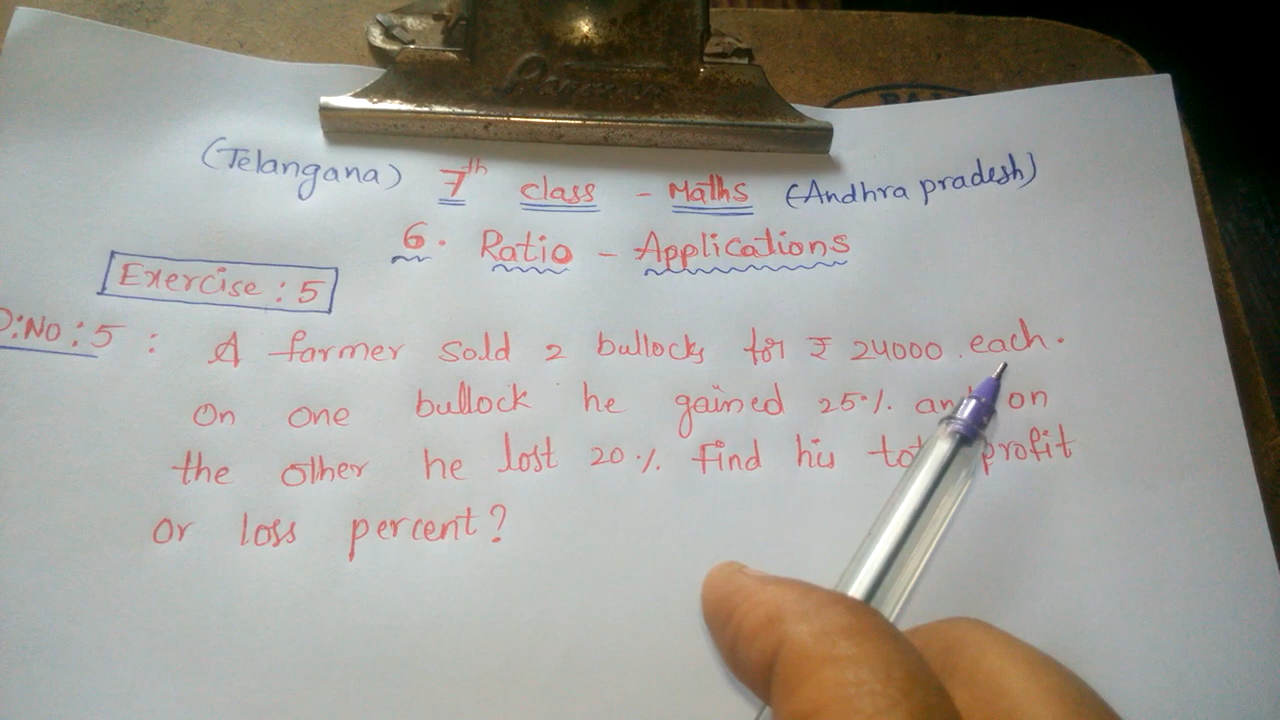 (Telangana) 7th class - Maths (Andhra pradesh)
6. Ratio - Applications
Exercise : 5
:No : 5 : A farmer sold 2 bullocks for ₹ 24000 each.
On one bullock he gained 25% and on
the other he lost 20% Find his profit
or loss percent?